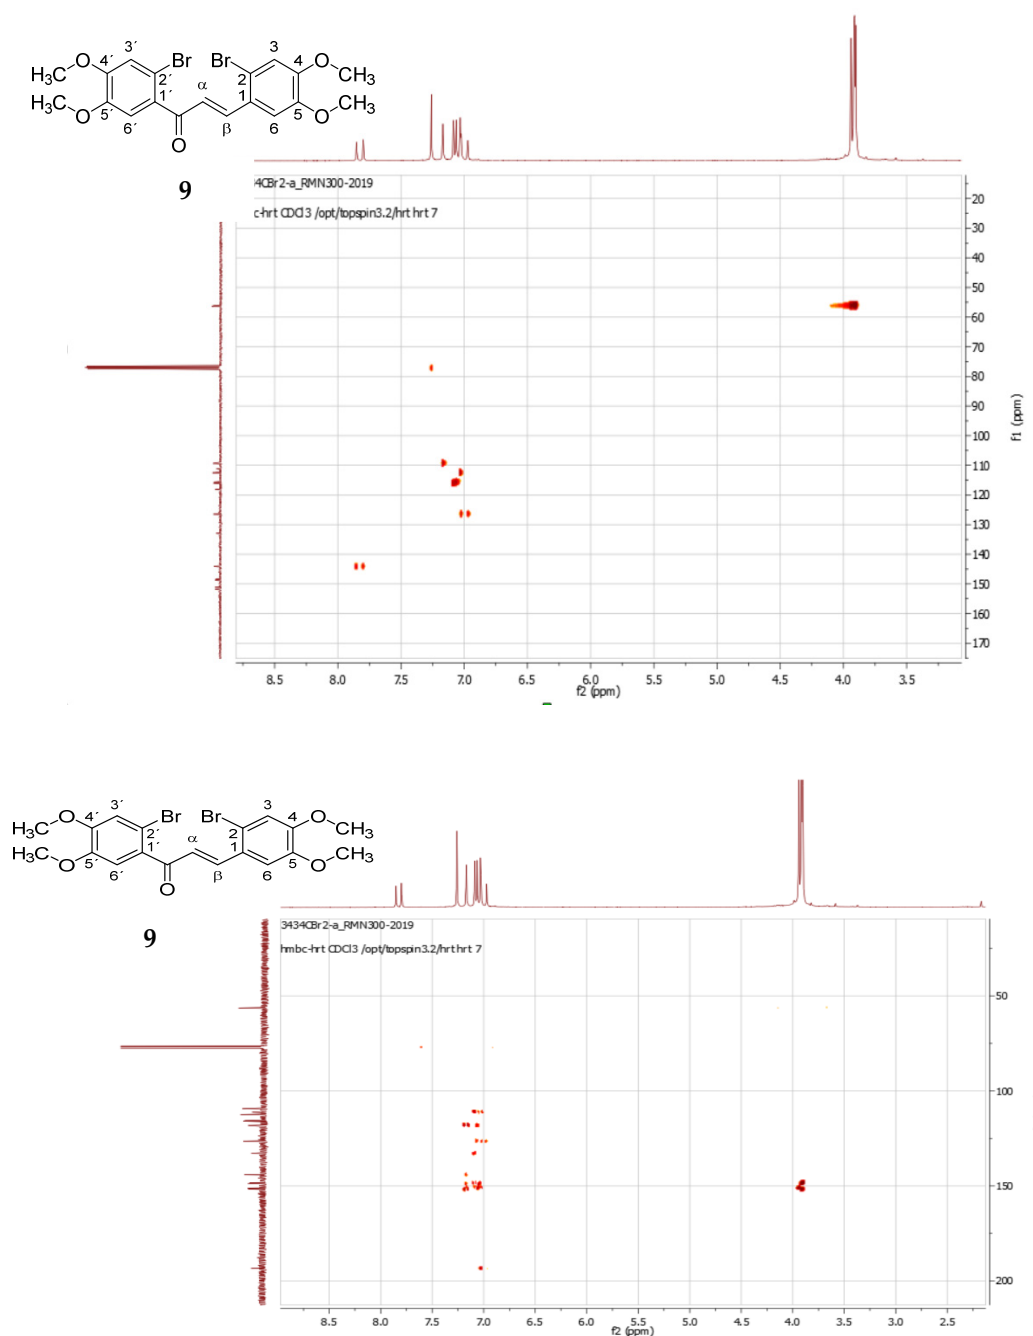 3´ 3
4´ Br Br 4
H₃C O 2´ α 2 O CH₃
H₃C O 1´ 1 O CH₃
5´ 5
6´ O β 6
9
34CBr2-a_RMN300-2019
c-hrt CDCl3 /opt/topspin3.2/hrt hrt 7
20
30
40
50
60
70
80
90
100
110
120
130
140
150
160
170
f1 (ppm)
8.5 8.0 7.5 7.0 6.5 6.0 5.5 5.0 4.5 4.0 3.5
f2 (ppm)
3´ 3
4´ Br Br 4
H₃C O 2´ α 2 O CH₃
H₃C O 1´ 1 O CH₃
5´ 5
6´ O β 6
9
3434CBr2-a_RMN300-2019
hmbc-hrt CDCl3 /opt/topspin3.2/hrt hrt 7
50
100
150
200
8.5 8.0 7.5 7.0 6.5 6.0 5.5 5.0 4.5 4.0 3.5 3.0 2.5
f2 (ppm)